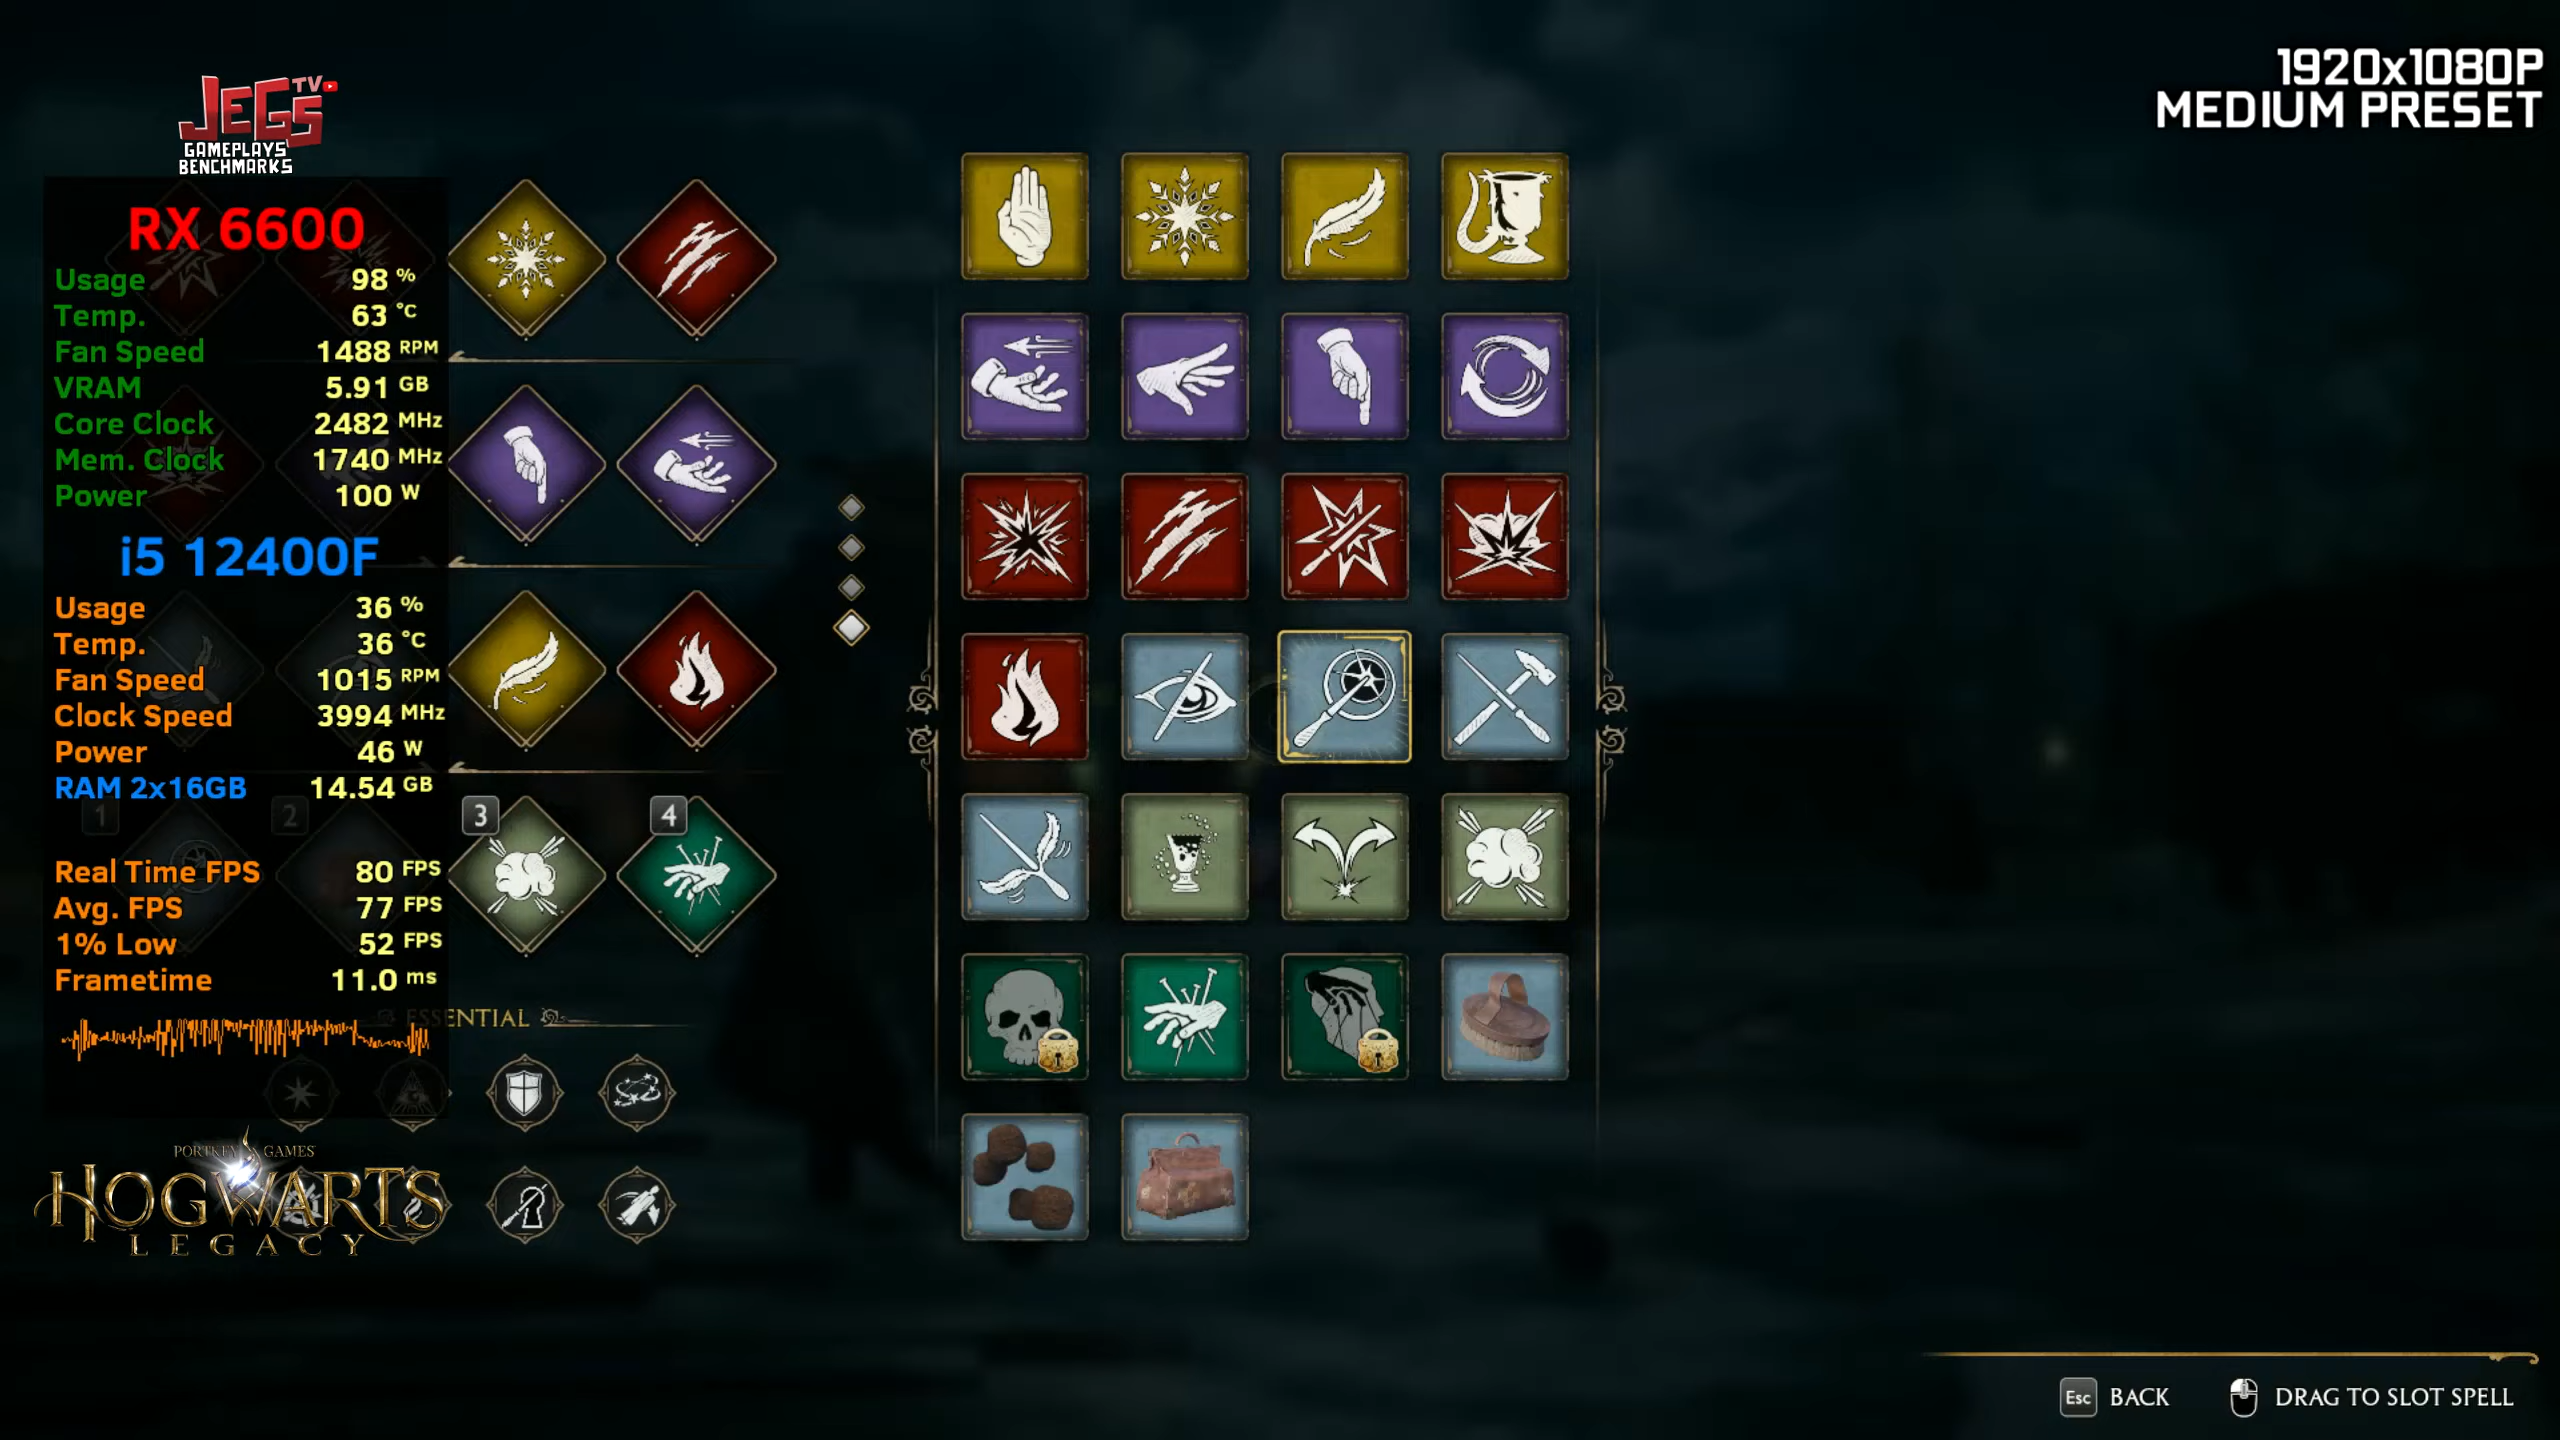 JEGS TV
GAMEPLAYS
BENCHMARKS
1920x1080P
MEDIUM PRESET
RX 6600
Usage 98 %
Temp. 63 °C
Fan Speed 1488 RPM
VRAM 5.91 GB
Core Clock 2482 MHz
Mem. Clock 1740 MHz
Power 100 W
i5 12400F
Usage 36 %
Temp. 36 °C
Fan Speed 1015 RPM
Clock Speed 3994 MHz
Power 46 W
RAM 2x16GB 14.54 GB
1 2 3 4
Real Time FPS 80 FPS
Avg. FPS 77 FPS
1% Low 52 FPS
Frametime 11.0 ms
ESSENTIAL
PORTKEY GAMES
HOGWARTS
LEGACY
Esc BACK DRAG TO SLOT SPELL